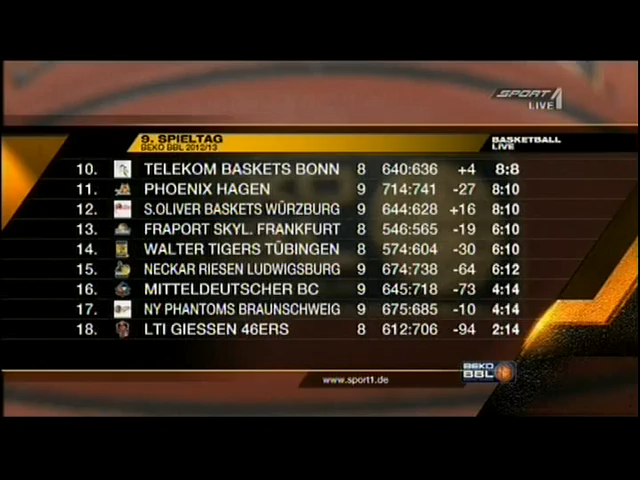 SPORT1
LIVE
9. SPIELTAG
BEKO BBL 2012/13
BASKETBALL
LIVE
10. TELEKOM BASKETS BONN 8 640:636 +4 8:8
11. PHOENIX HAGEN 9 714:741 -27 8:10
12. S.OLIVER BASKETS WÜRZBURG 9 644:628 +16 8:10
13. FRAPORT SKYL. FRANKFURT 8 546:565 -19 6:10
14. WALTER TIGERS TÜBINGEN 8 574:604 -30 6:10
15. NECKAR RIESEN LUDWIGSBURG 9 674:738 -64 6:12
16. MITTELDEUTSCHER BC 9 645:718 -73 4:14
17. NY PHANTOMS BRAUNSCHWEIG 9 675:685 -10 4:14
18. LTI GIESSEN 46ERS 8 612:706 -94 2:14
www.sport1.de
BEKO
BBL